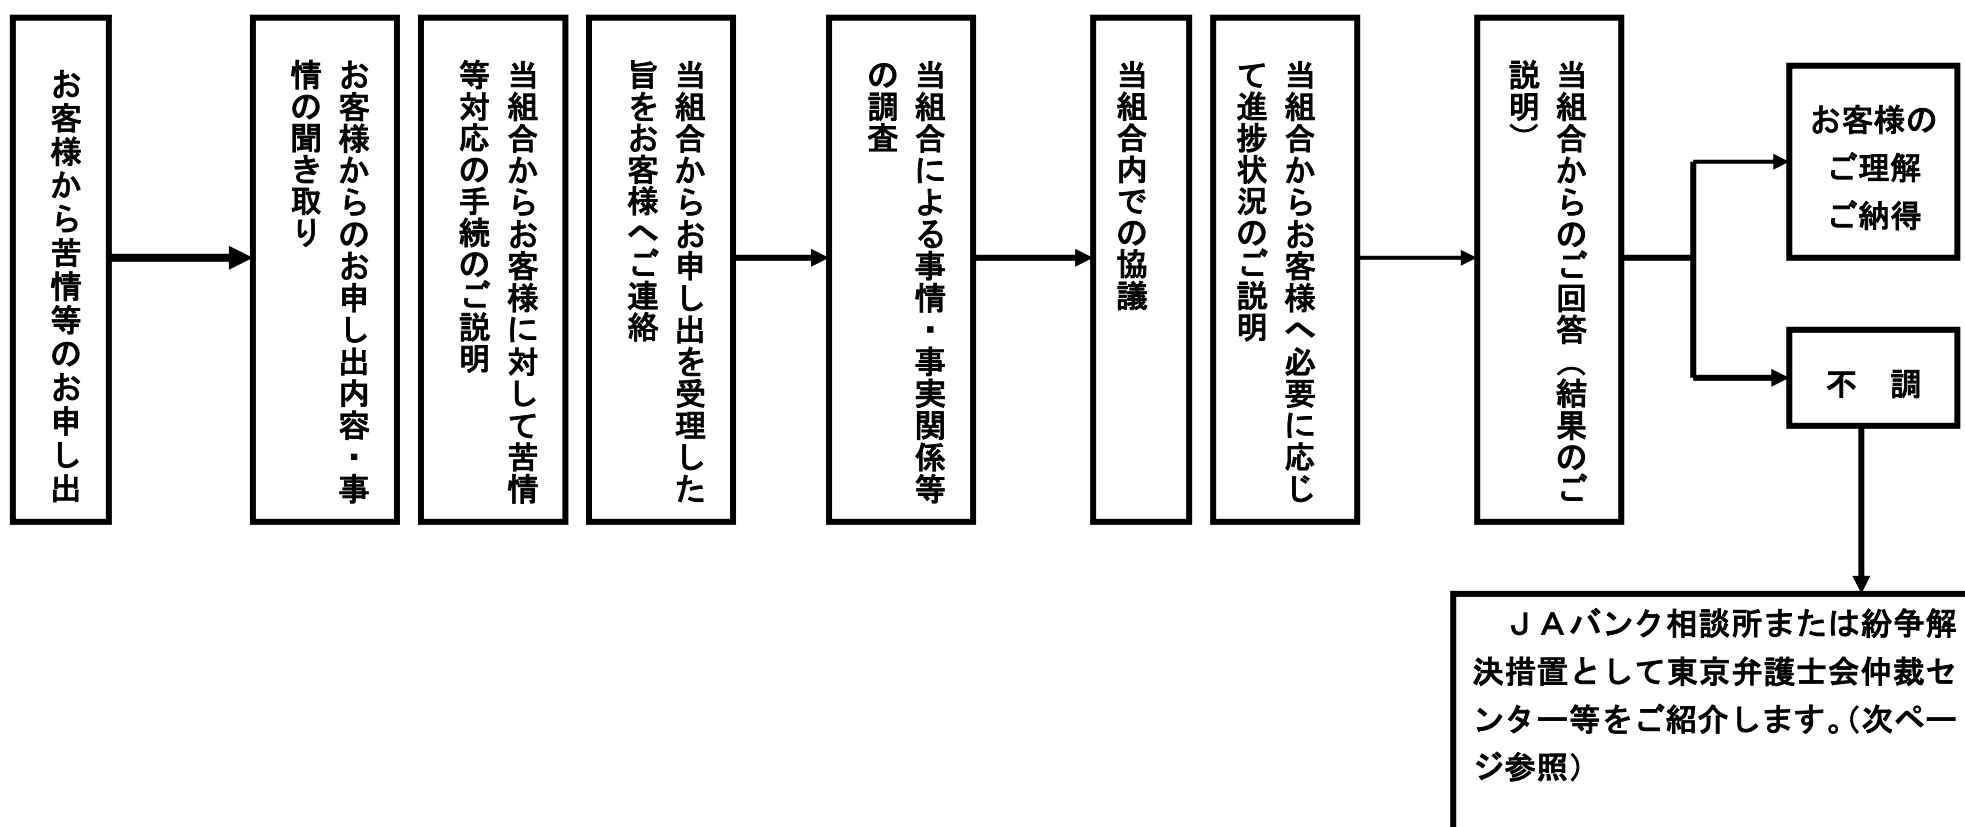 お客様から苦情等のお申し出
お客様からのお申し出内容・事
情の聞き取り
当組合からお客様に対して苦情
等対応の手続のご説明
当組合からお申し出を受理した
旨をお客様へご連絡
当組合による事情・事実関係等
の調査
当組合内での協議
当組合からお客様へ必要に応じ
て進捗状況のご説明
当組合からのご回答（結果のご
説明）
お客様の
ご理解
ご納得
不　調
ＪＡバンク相談所または紛争解
決措置として東京弁護士会仲裁セ
ンター等をご紹介します。（次ペー
ジ参照）